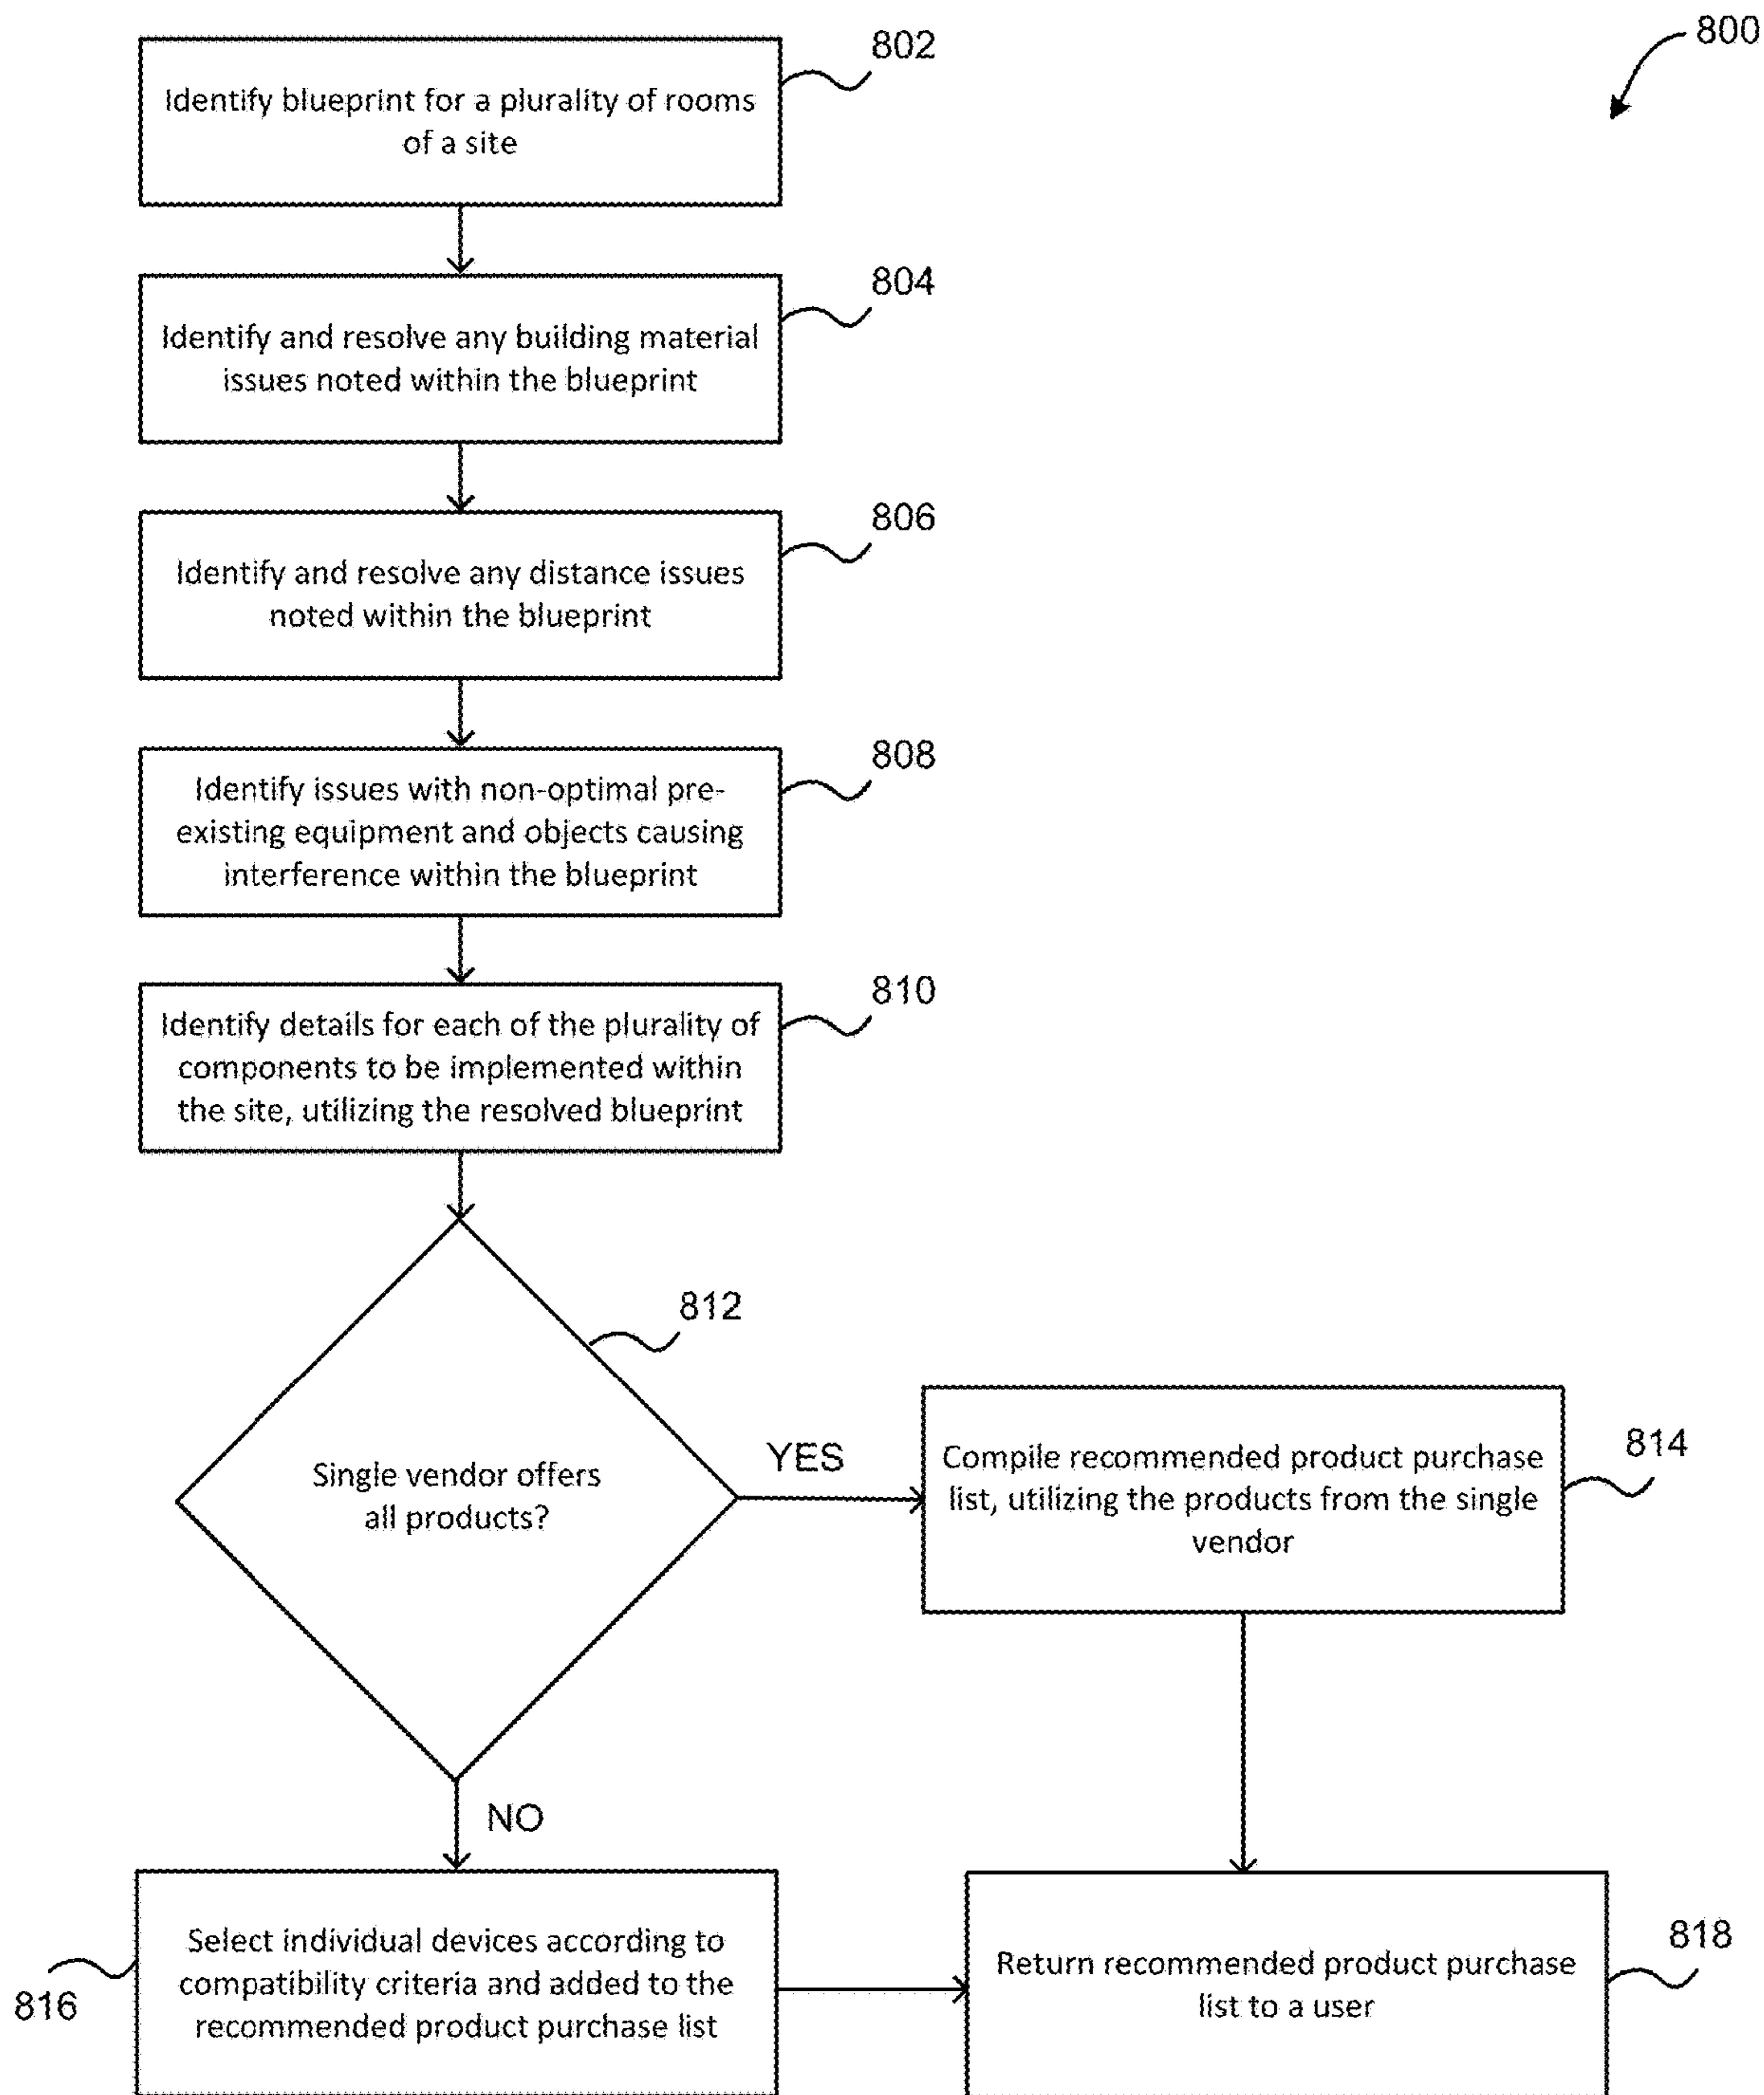 800
802
Identify blueprint for a plurality of rooms
of a site
804
Identify and resolve any building material
issues noted within the blueprint
806
Identify and resolve any distance issues
noted within the blueprint
808
Identify issues with non-optimal pre-
existing equipment and objects causing
interference within the blueprint
810
Identify details for each of the plurality of
components to be implemented within
the site, utilizing the resolved blueprint
812
Single vendor offers
all products?
YES
814
Compile recommended product purchase
list, utilizing the products from the single
vendor
NO
816
Select individual devices according to
compatibility criteria and added to the
recommended product purchase list
818
Return recommended product purchase
list to a user